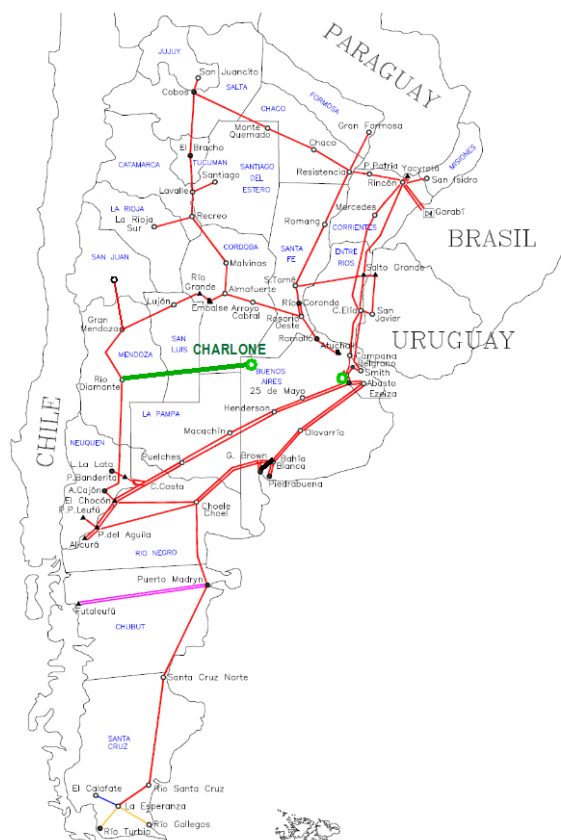 PARAGUAY
JUJUY
San Juancito
SALTA
Cobos
CHACO
FORMOSA
Monte
Quemado
Gran Formosa
El Bracho
Chaco
CATAMARCA
TUCUMAN
SANTIAGO
DEL
ESTERO
Resistencia
P.Patria
Yacyretá
MISIONES
Santiago
Rincón
San Isidro
Lavalle
LA RIOJA
Recreo
Mercedes
La Rioja
Sur
Romang
CORRIENTES
Garabí
BRASIL
CORDOBA
SANTA
FE
ENTRE
RIOS
SAN JUAN
Malvinas
Salto Grande
Río
Grande
Almafuerte
S.Tomé
Luján
Embalse
Arroyo
Cabral
Río Coronda
Rosario
Oeste
C.Elía
San
Javier
Gran
Mendoza
SAN
LUIS
MENDOZA
CHARLONE
Ramallo
Atucha
URUGUAY
Campana
Belgrano
Smith
Río
Diamante
BUENOS
AIRES
Abasto
Ezeiza
25 de Mayo
CHILE
LA PAMPA
Henderson
Macachín
Olavarría
NEUQUEN
L.La Lata
Puelches
G. Brown
Bahía
Blanca
P.Banderita
Piedrabuena
A.Cajón
C.Costa
El Chocón
P.P.Leufú
Choele
Choel
P.del Aguila
Alicurá
RIO NEGRO
Puerto Madryn
Futaleufú
CHUBUT
Santa Cruz Norte
SANTA
CRUZ
El Calafate
Río Santa Cruz
La Esperanza
Río Turbio
Río Gallegos